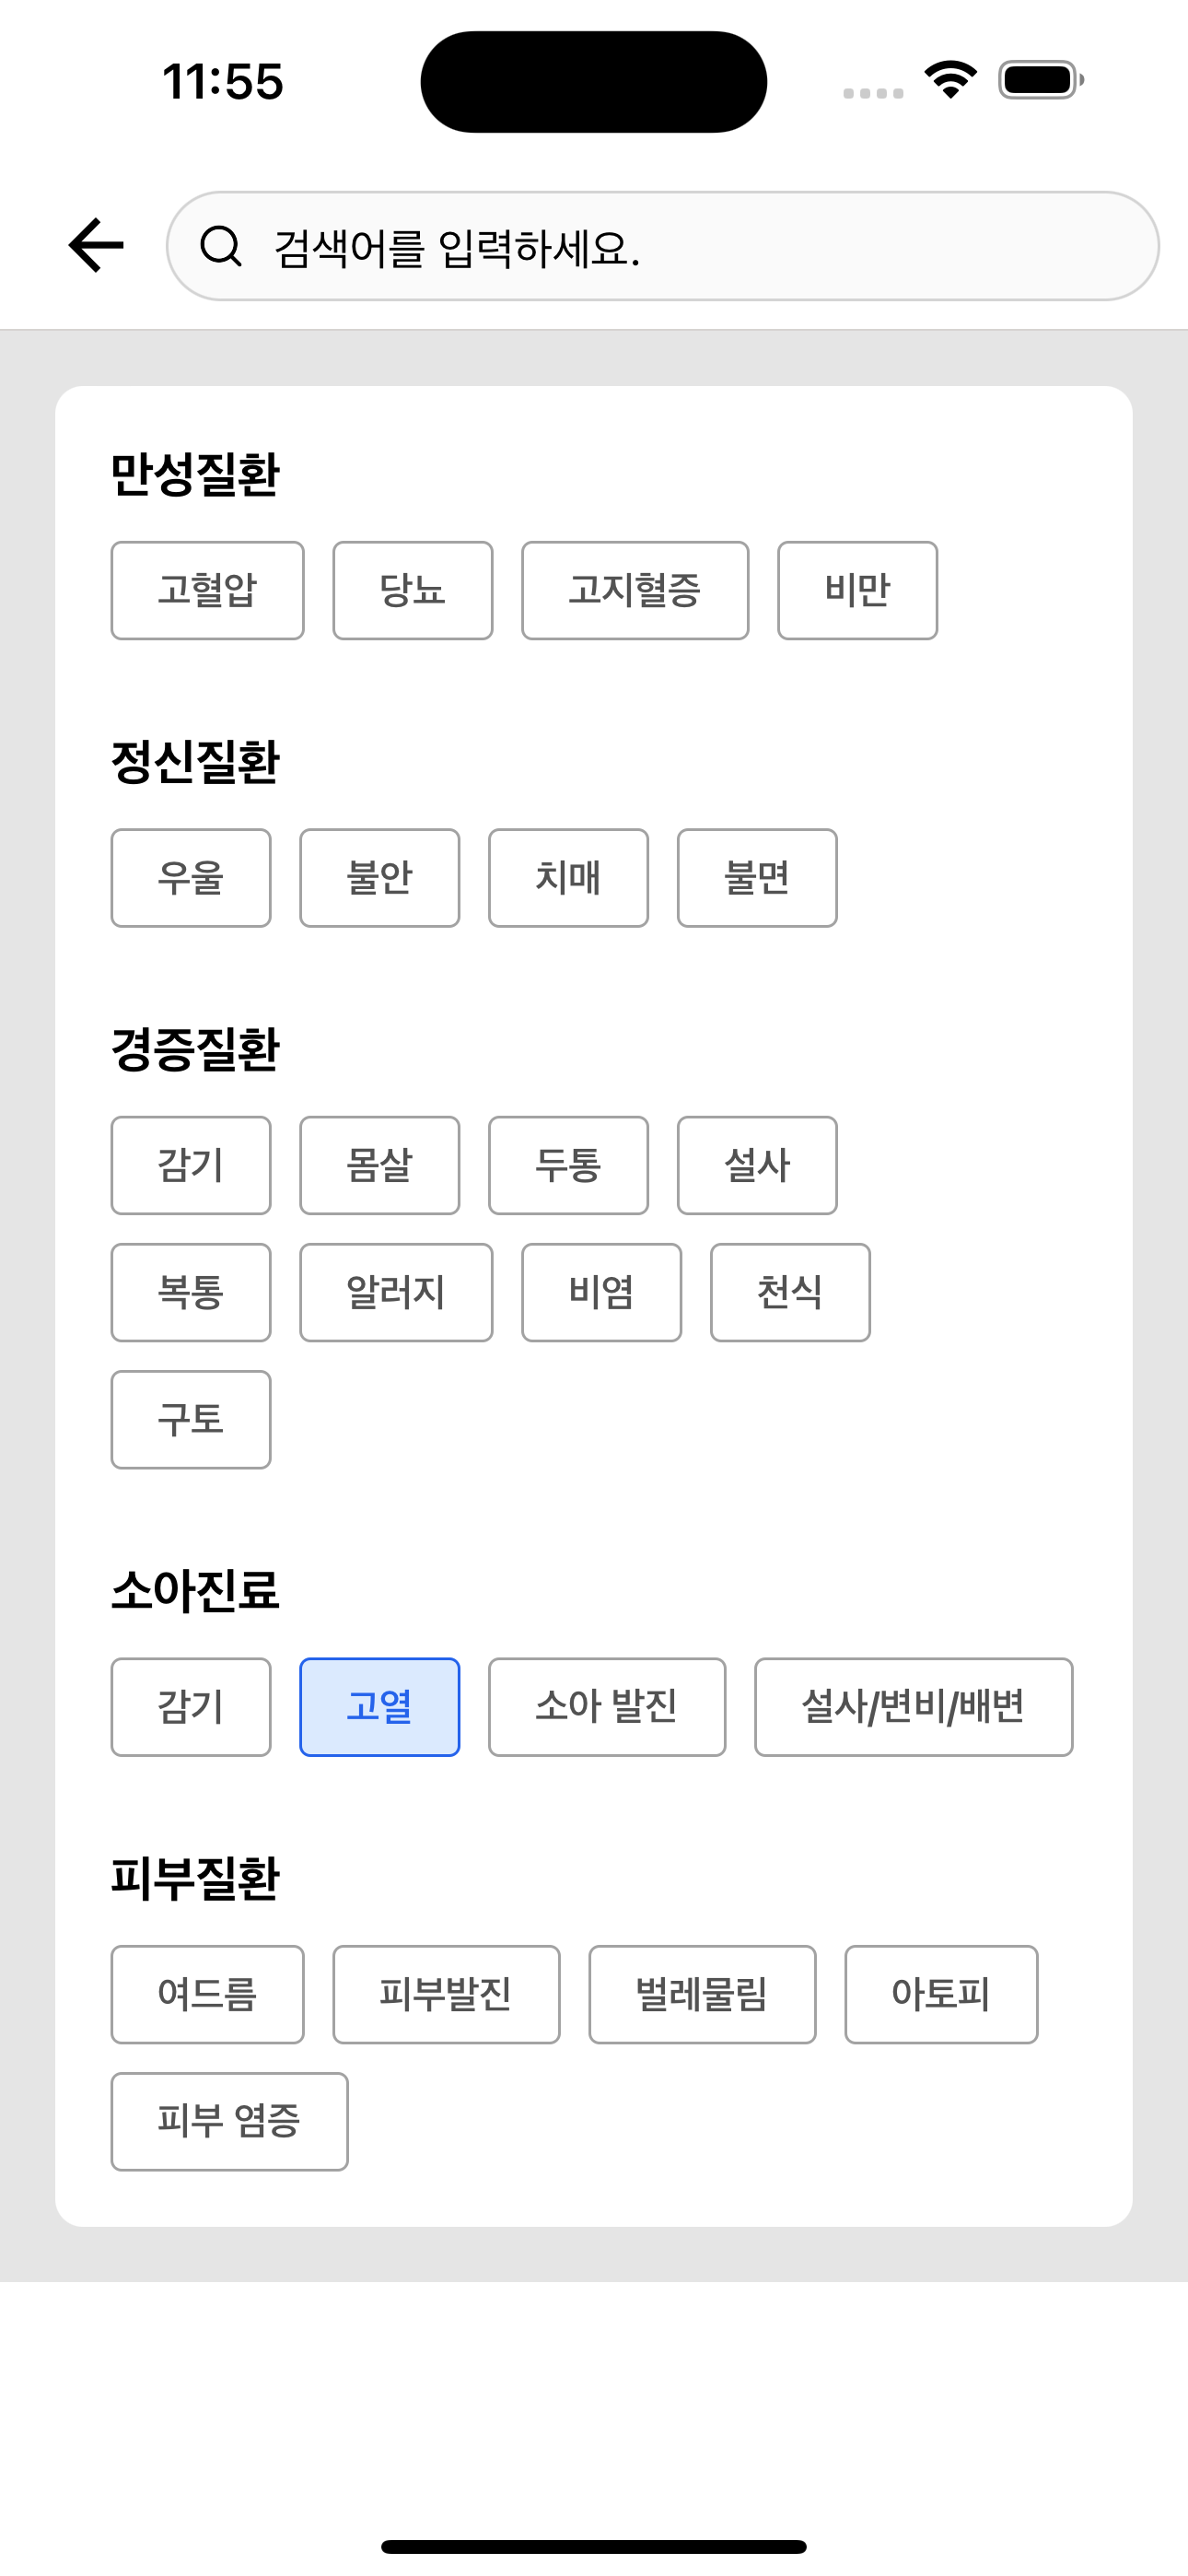 11:55
검색어를 입력하세요.
만성질환
고혈압 당뇨 고지혈증 비만
정신질환
우울 불안 치매 불면
경증질환
감기 몸살 두통 설사
복통 알러지 비염 천식
구토
소아진료
감기 고열 소아 발진 설사/변비/배변
피부질환
여드름 피부발진 벌레물림 아토피
피부 염증